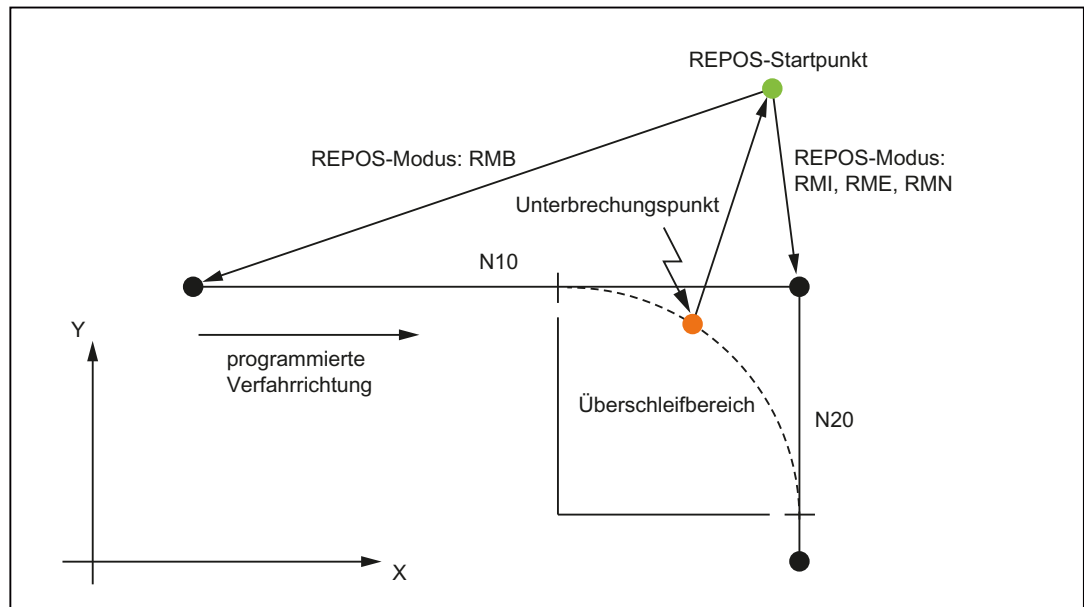 REPOS-Startpunkt
REPOS-Modus: RMB
REPOS-Modus:
RMI, RME, RMN
Unterbrechungspunkt
N10
Y
programmierte
Verfahrrichtung
Überschleifbereich
N20
X